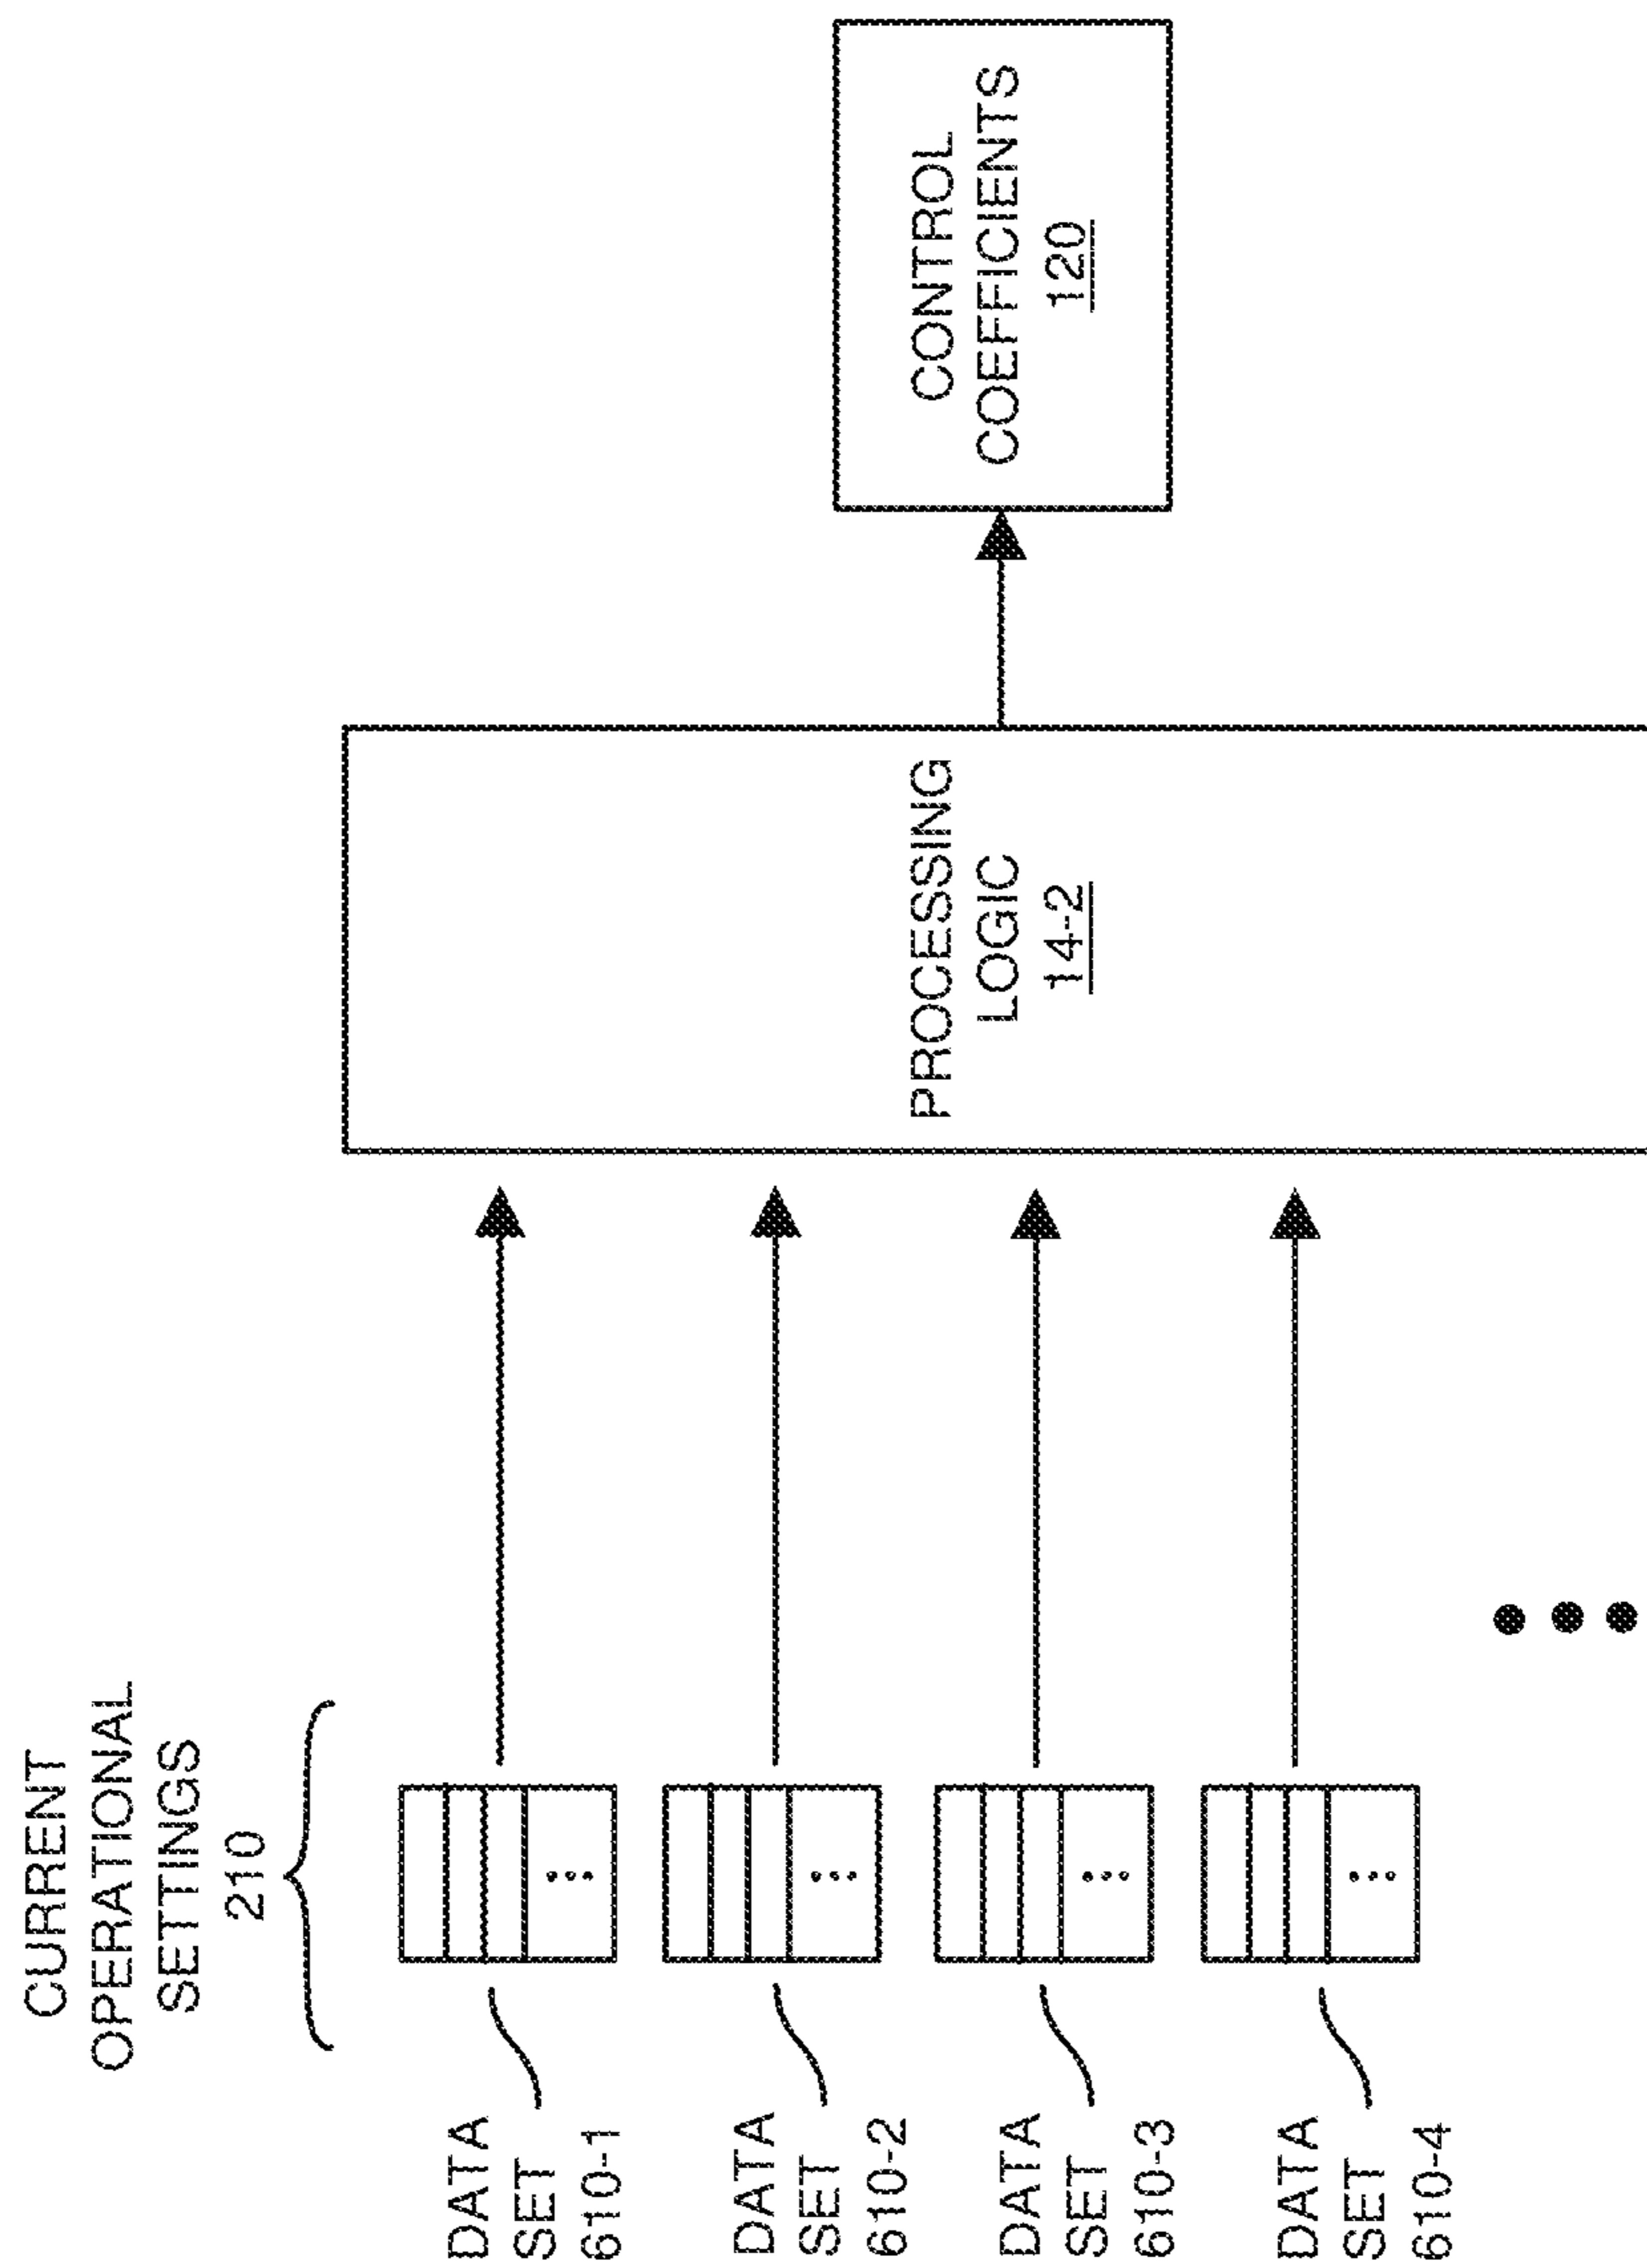 CURRENT
OPERATIONAL
SETTINGS
210
DATA
SET
610-1
DATA
SET
610-2
DATA
SET
610-3
DATA
SET
610-4
PROCESSING
LOGIC
14-2
CONTROL
COEFFICIENTS
120